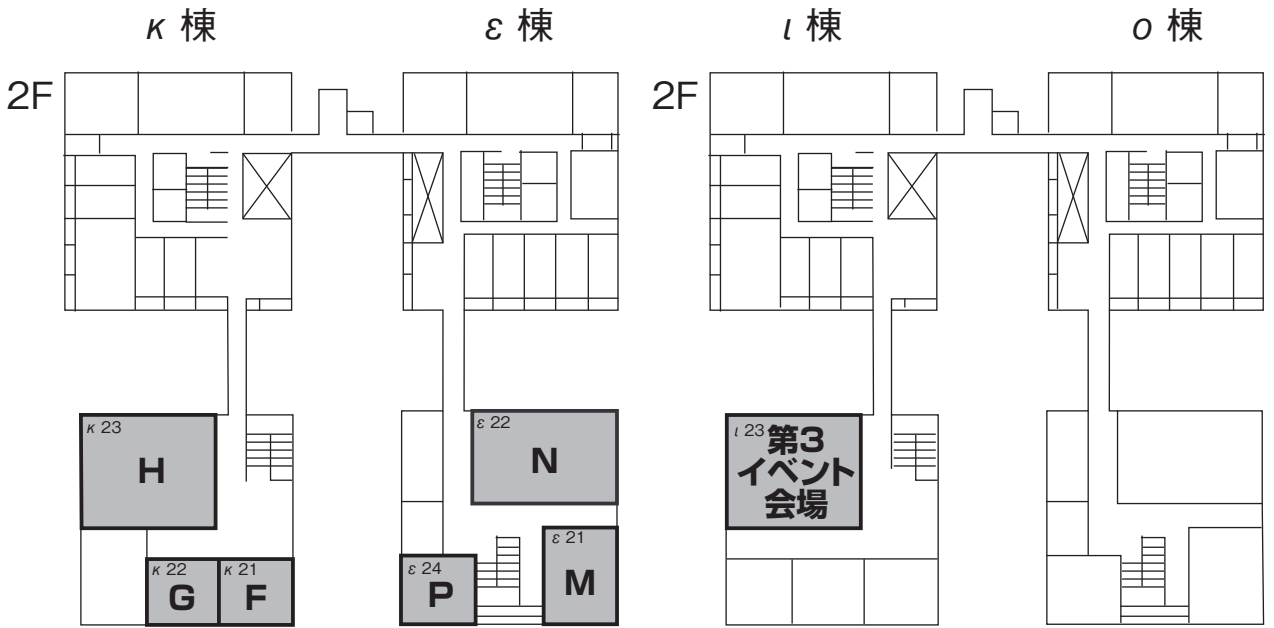 κ 棟
ε 棟
ι 棟
ο 棟
2F
2F
κ 23
H
ε 22
N
ι 23
第3
イベント
会場
κ 22
G
κ 21
F
ε 24
P
ε 21
M